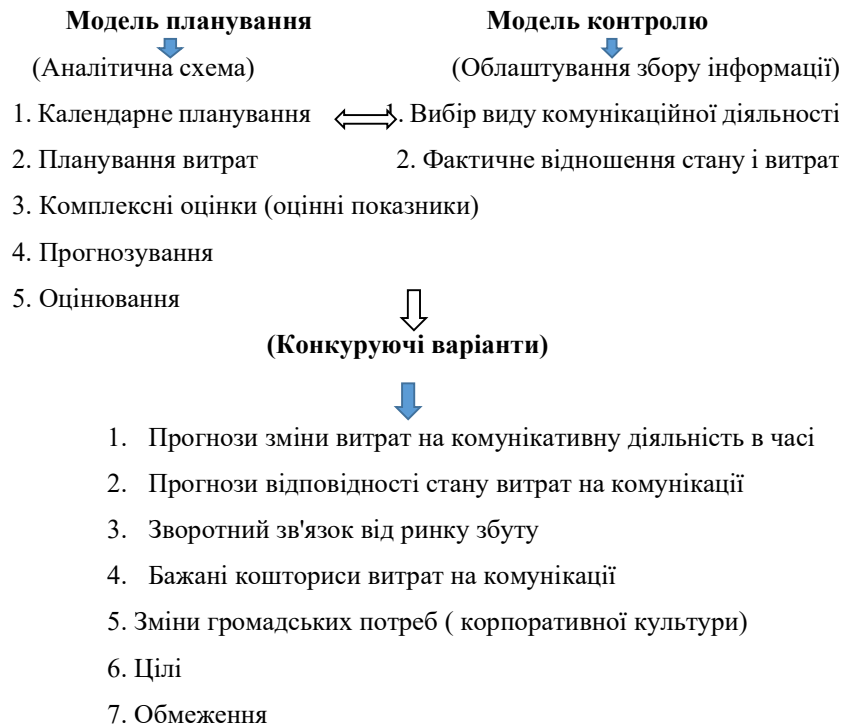 Модель планування Модель контролю
(Аналітична схема) (Облаштування збору інформації)
1. Календарне планування 1. Вибір виду комунікаційної діяльності
2. Планування витрат 2. Фактичне відношення стану і витрат
3. Комплексні оцінки (оцінні показники)
4. Прогнозування
5. Оцінювання
(Конкуруючі варіанти)
1. Прогнози зміни витрат на комунікативну діяльність в часі
2. Прогнози відповідності стану витрат на комунікації
3. Зворотний зв'язок від ринку збуту
4. Бажані кошториси витрат на комунікації
5. Зміни громадських потреб ( корпоративної культури)
6. Цілі
7. Обмеження